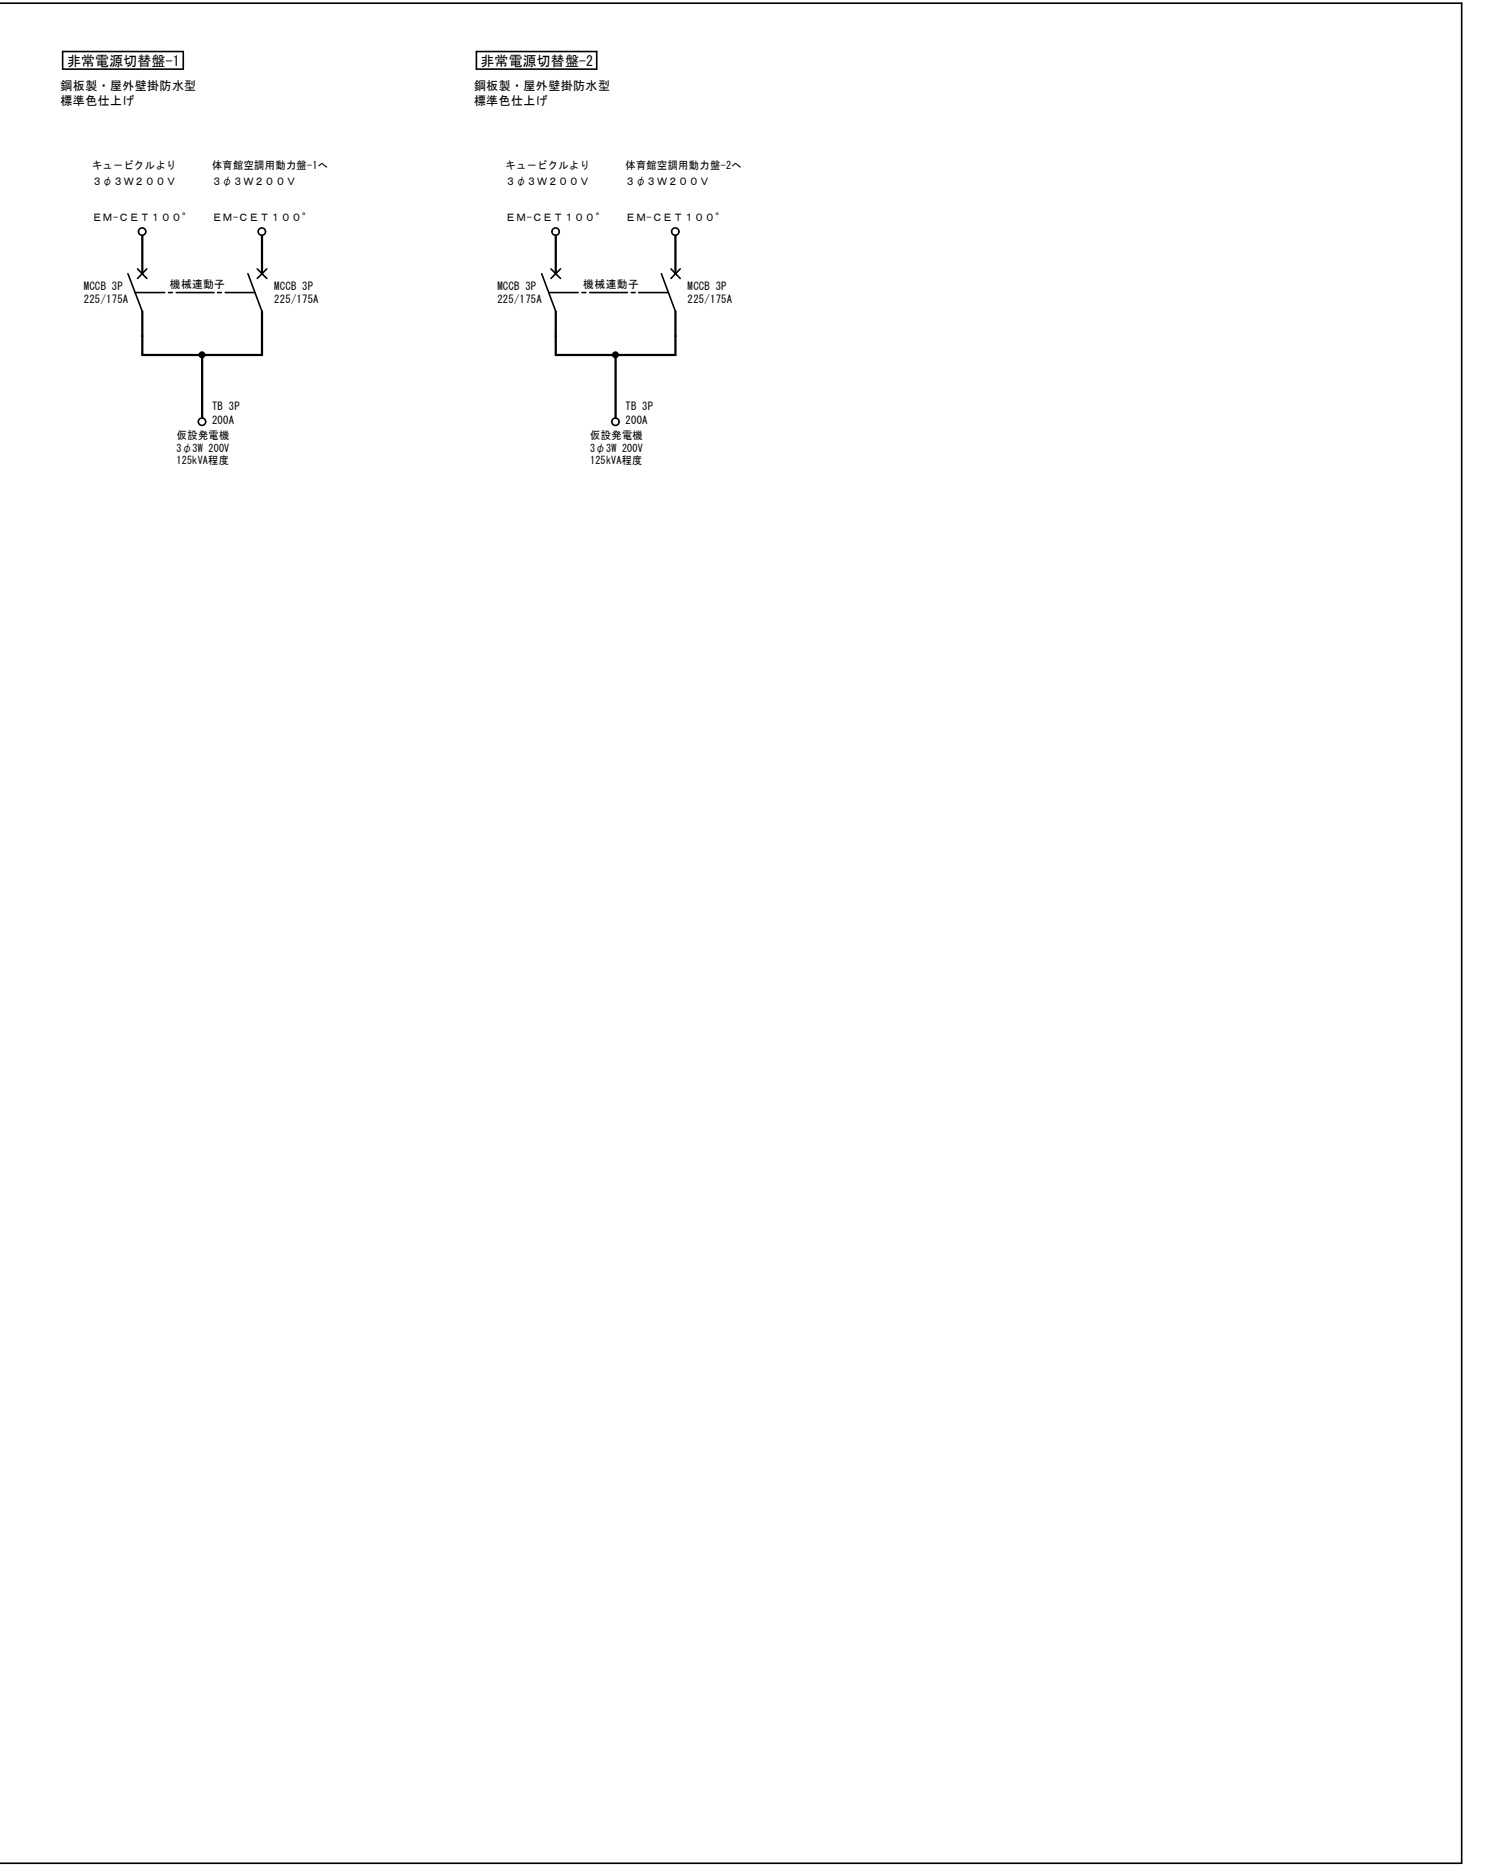 非常電源切替盤-1
鋼板製・屋外壁掛防水型
標準色仕上げ
キュービクルより
3φ3W200V
EM-CET100°
体育館空調用動力盤-1へ
3φ3W200V
EM-CET100°
MCCB 3P
225/175A
機械連動子
MCCB 3P
225/175A
TB 3P
200A
仮設発電機
3φ3W 200V
125kVA程度
非常電源切替盤-2
鋼板製・屋外壁掛防水型
標準色仕上げ
キュービクルより
3φ3W200V
EM-CET100°
体育館空調用動力盤-2へ
3φ3W200V
EM-CET100°
MCCB 3P
225/175A
機械連動子
MCCB 3P
225/175A
TB 3P
200A
仮設発電機
3φ3W 200V
125kVA程度